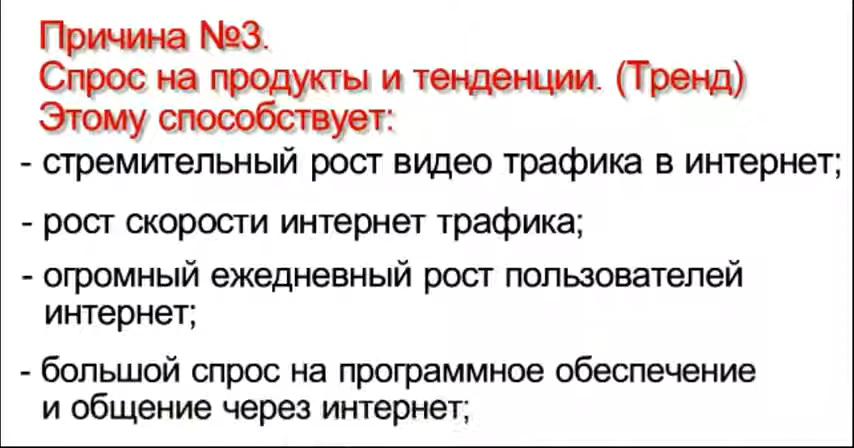 Причина №3.
Спрос на продукты и тенденции. (Тренд)
Этому способствует:
- стремительный рост видео трафика в интернет;
- рост скорости интернет трафика;
- огромный ежедневный рост пользователей
интернет;
- большой спрос на программное обеспечение
и общение через интернет;